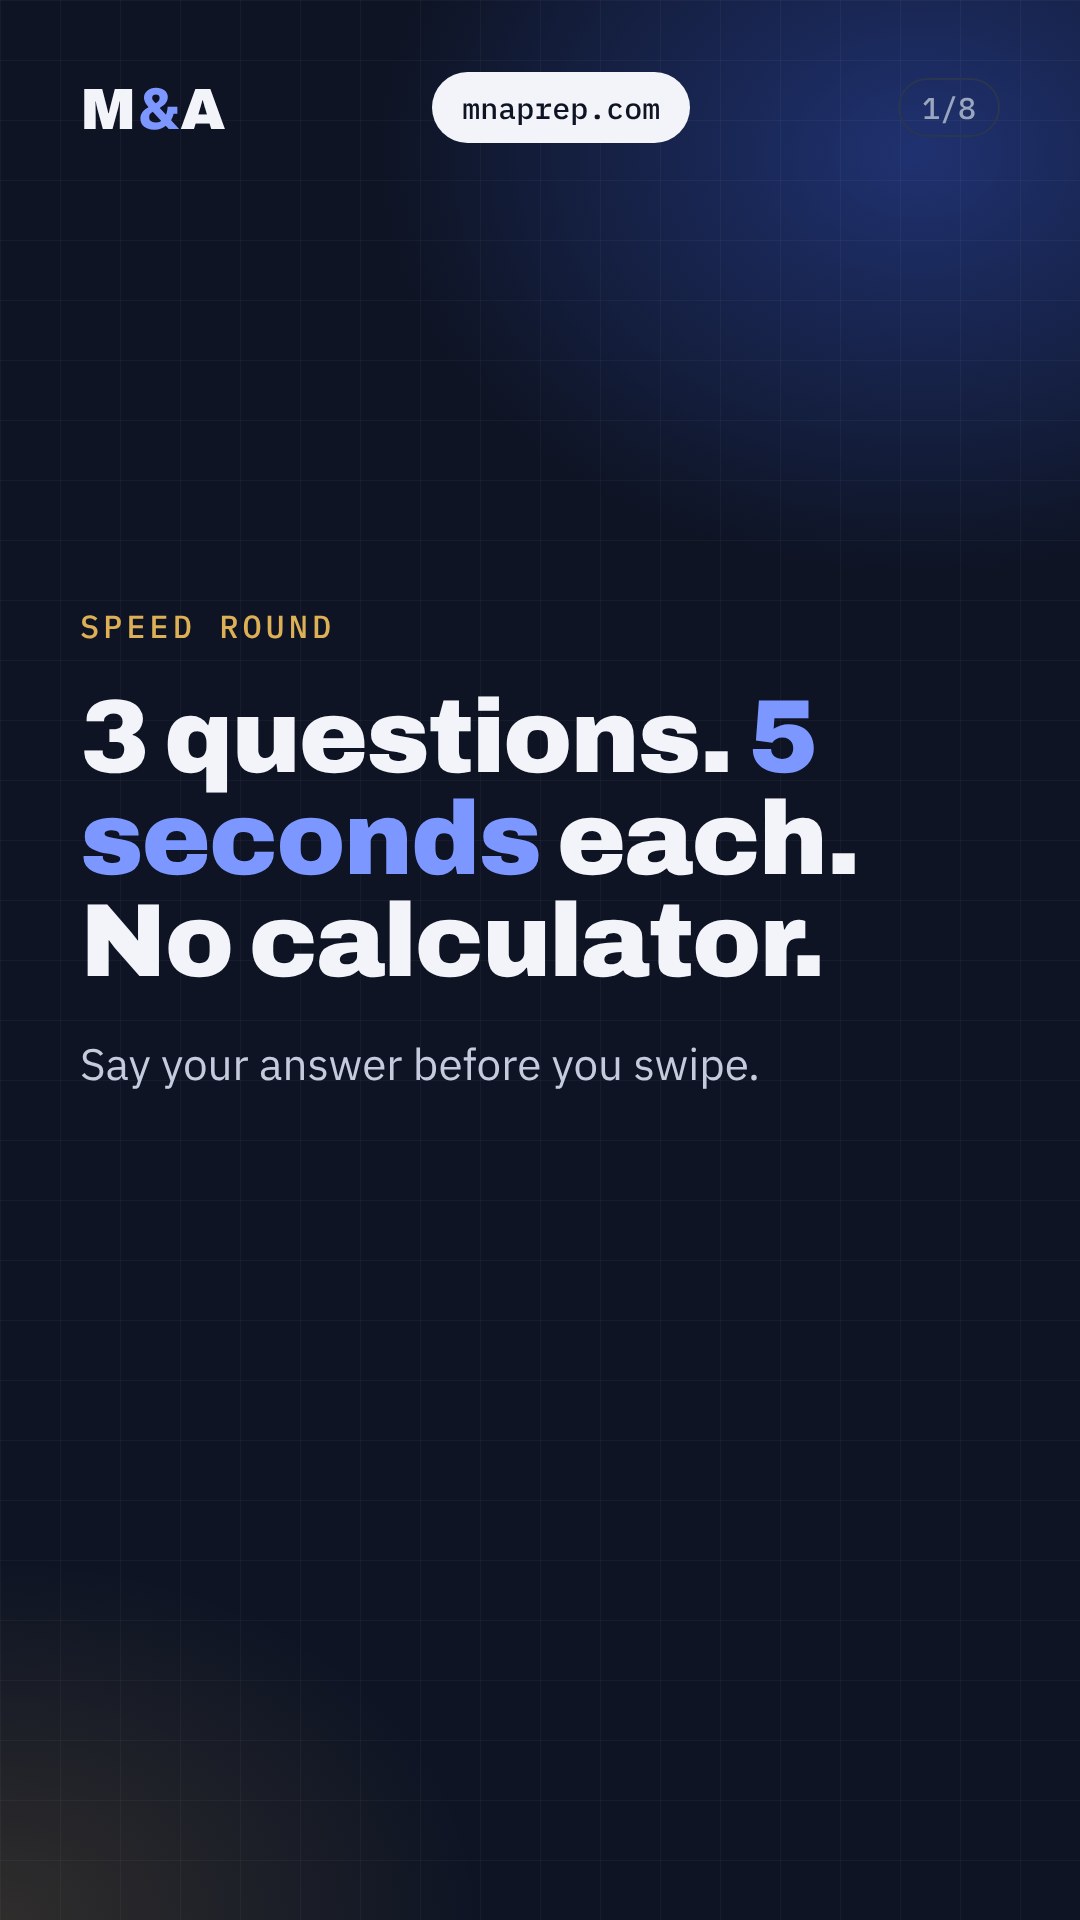 M&A
mnaprep.com
1/8
SPEED ROUND
3 questions. 5
seconds each.
No calculator.
Say your answer before you swipe.